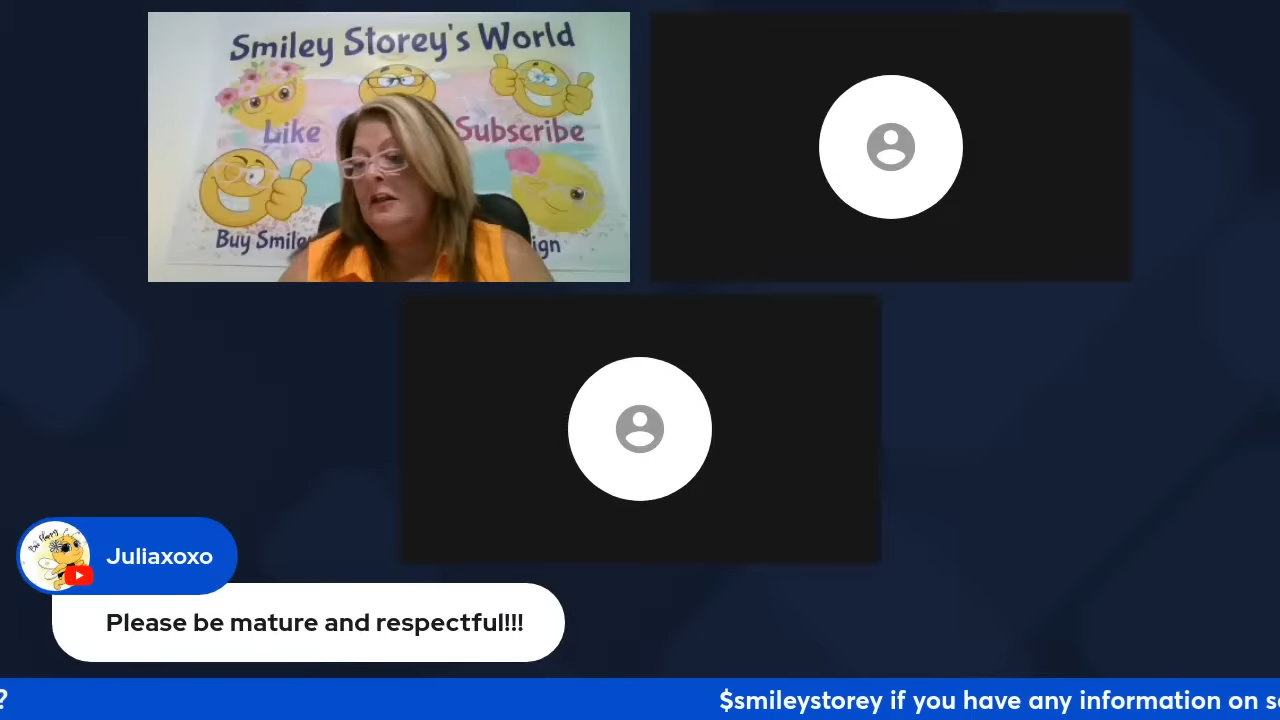 Smiley Storey's World
Like Subscribe
Buy Smile ign
Juliaxoxo
Please be mature and respectful!!!
? $smileystorey if you have any information on s